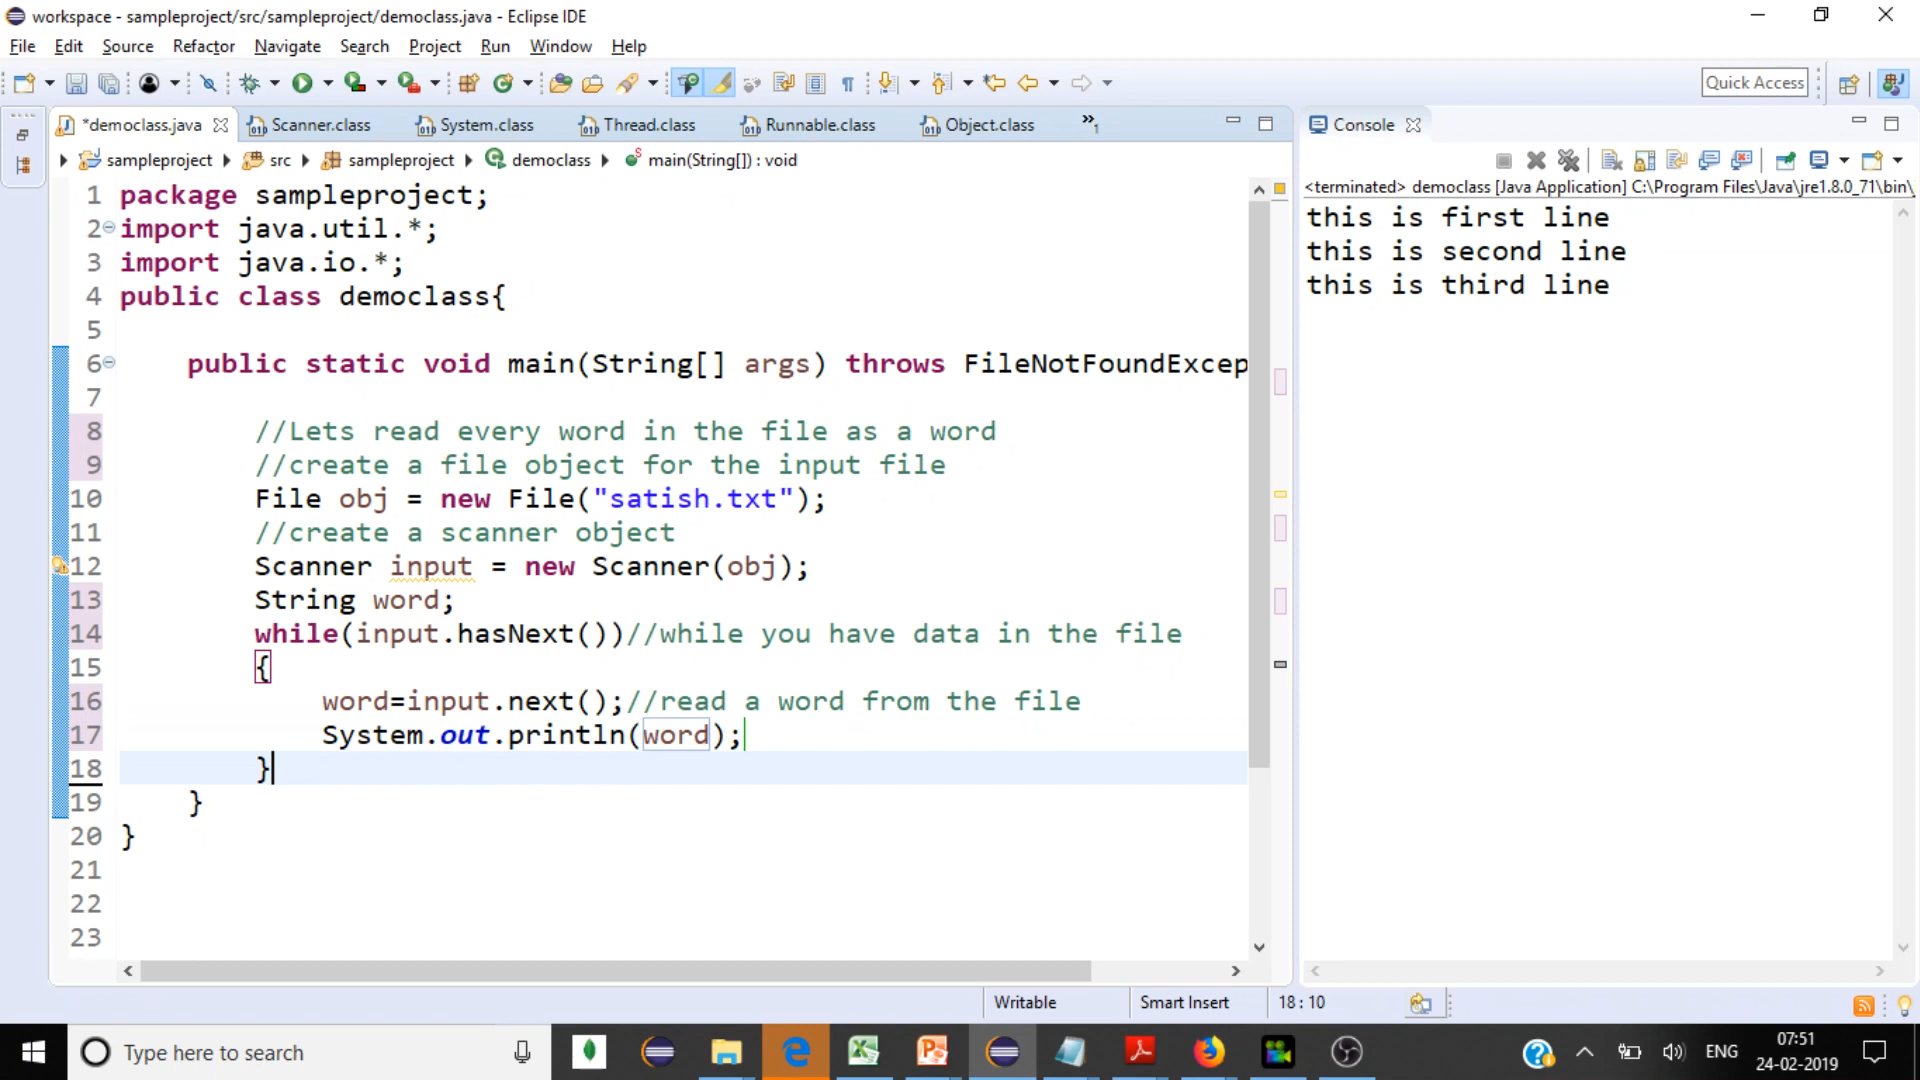 workspace - sampleproject/src/sampleproject/democlass.java - Eclipse IDE
File Edit Source Refactor Navigate Search Project Run Window Help
Quick Access
*democlass.java Scanner.class System.class Thread.class Runnable.class Object.class »1
Console
sampleproject src sampleproject democlass main(String[]) : void
<terminated> democlass [Java Application] C:\Program Files\Java\jre1.8.0_71\bin\
1 package sampleproject;
2 import java.util.*;
3 import java.io.*;
4 public class democlass{
5
6 public static void main(String[] args) throws FileNotFoundExcep
7
8 //Lets read every word in the file as a word
9 //create a file object for the input file
10 File obj = new File("satish.txt");
11 //create a scanner object
12 Scanner input = new Scanner(obj);
13 String word;
14 while(input.hasNext())//while you have data in the file
15 {
16 word=input.next();//read a word from the file
17 System.out.println(word);
18 }
19 }
20 }
21
22
23
this is first line
this is second line
this is third line
Writable Smart Insert 18 : 10
Type here to search
ENG
07:51
24-02-2019